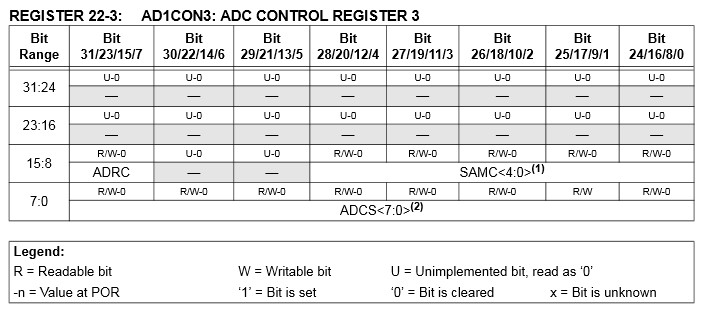 REGISTER 22-3: AD1CON3: ADC CONTROL REGISTER 3
Bit Range Bit 31/23/15/7 Bit 30/22/14/6 Bit 29/21/13/5 Bit 28/20/12/4 Bit 27/19/11/3 Bit 26/18/10/2 Bit 25/17/9/1 Bit 24/16/8/0
31:24 U-0 U-0 U-0 U-0 U-0 U-0 U-0 U-0
— — — — — — — —
23:16 U-0 U-0 U-0 U-0 U-0 U-0 U-0 U-0
— — — — — — — —
15:8 R/W-0 U-0 U-0 R/W-0 R/W-0 R/W-0 R/W-0 R/W-0
ADRC — — SAMC<4:0>(1)
7:0 R/W-0 R/W-0 R/W-0 R/W-0 R/W-0 R/W-0 R/W R/W-0
ADCS<7:0>(2)
Legend:
R = Readable bit W = Writable bit U = Unimplemented bit, read as ‘0’
-n = Value at POR ‘1’ = Bit is set ‘0’ = Bit is cleared x = Bit is unknown